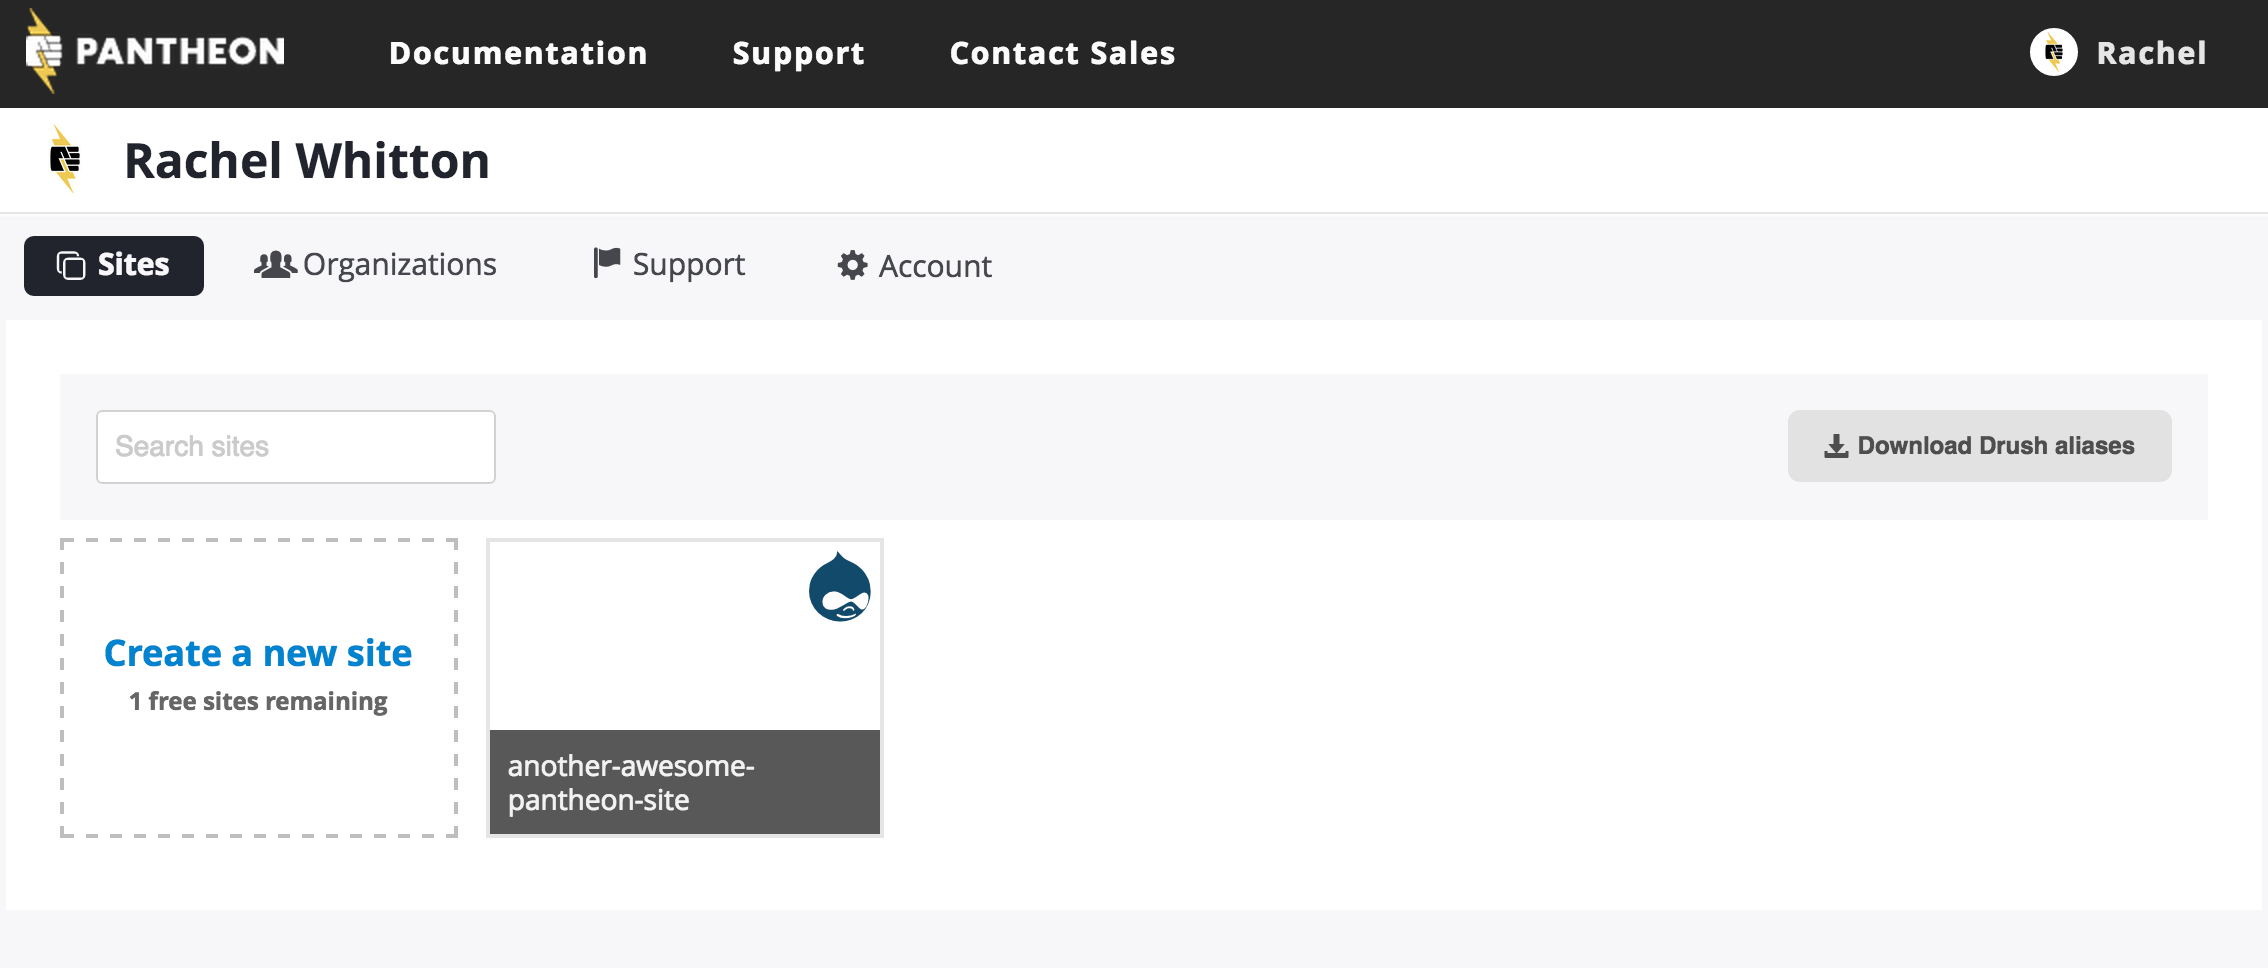 PANTHEON Documentation Support Contact Sales Rachel
Rachel Whitton
Sites Organizations Support Account
Search sites Download Drush aliases
Create a new site
1 free sites remaining
another-awesome-
pantheon-site